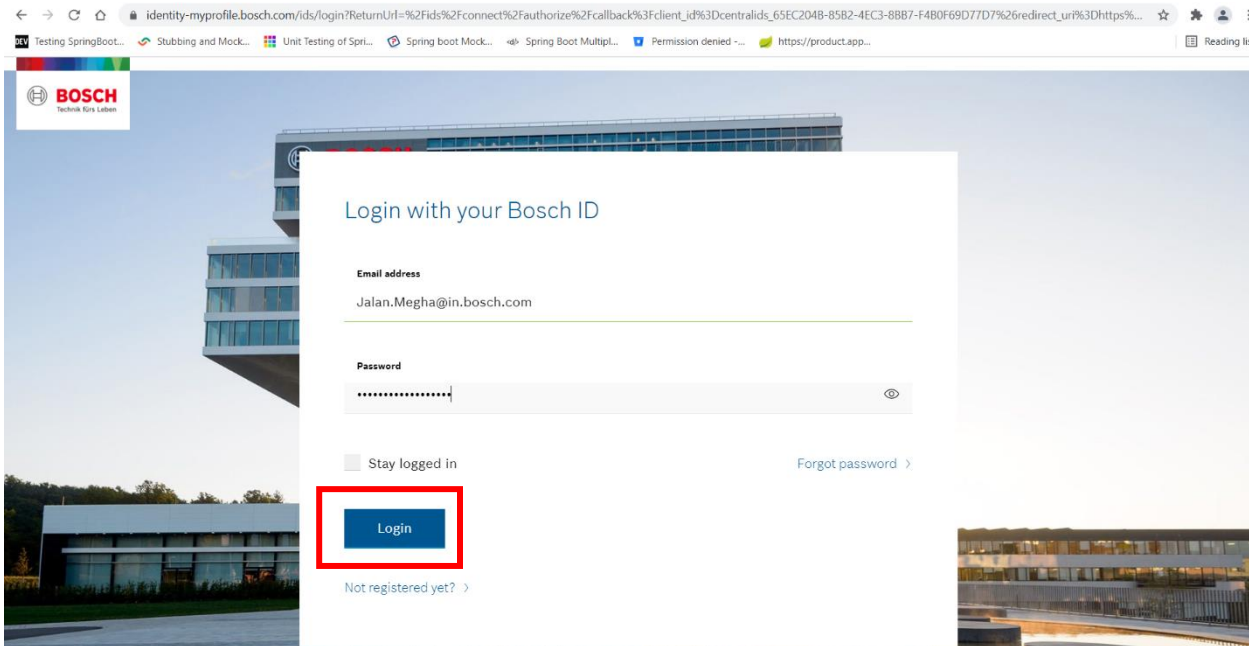 identity-myprofile.bosch.com/ids/login?ReturnUrl=%2Fids%2Fconnect%2Fauthorize%2Fcallback%3Fclient_id%3Dcentralids_65EC204B-85B2-4EC3-8BB7-F4B0F69D77D7%26redirect_uri%3Dhttps%...
DEV Testing SpringBoot... Stubbing and Mock... Unit Testing of Spri... Spring boot Mock... Spring Boot Multipl... Permission denied -... https://product.app... Reading lis
BOSCH
Technik fürs Leben
Login with your Bosch ID
Email address
Jalan.Megha@in.bosch.com
Password
••••••••••••••••••
Stay logged in Forgot password >
Login
Not registered yet? >